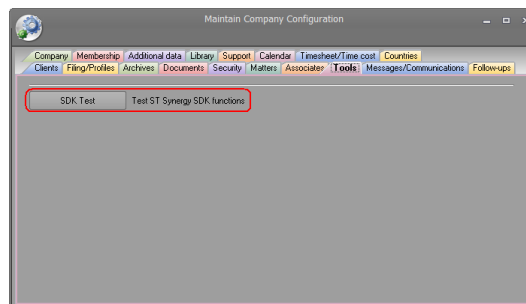 Maintain Company Configuration
Company Membership Additional data Library Support Calendar Timesheet/Time cost Countries
Clients Filing/Profiles Archives Documents Security Matters Associates Tools Messages/Communications Follow-ups
SDK Test Test ST Synergy SDK functions